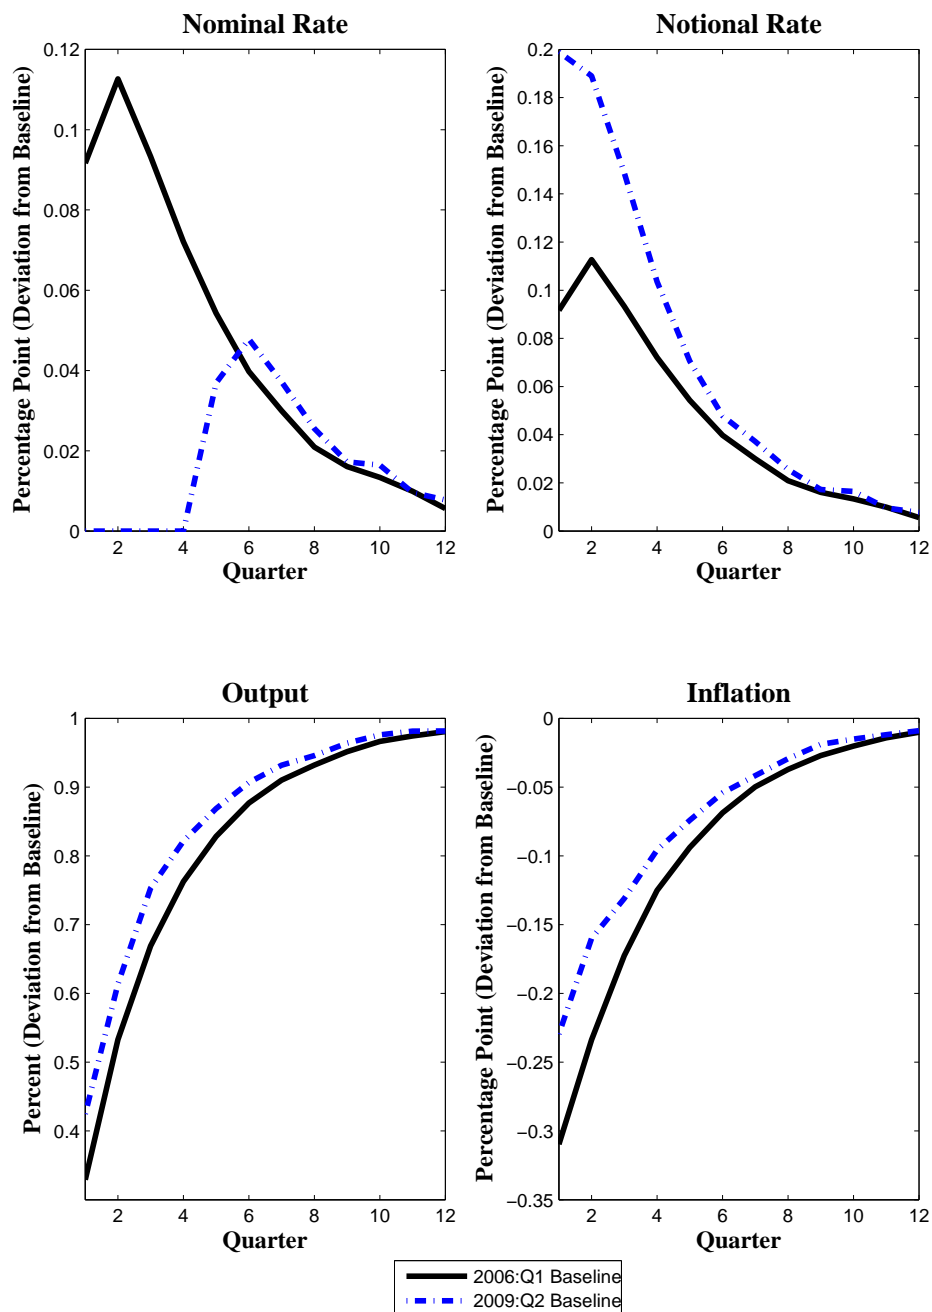 Nominal Rate
Percentage Point (Deviation from Baseline)
0.12
0.1
0.08
0.06
0.04
0.02
0
2 4 6 8 10 12
Quarter
Notional Rate
Percentage Point (Deviation from Baseline)
0.2
0.18
0.16
0.14
0.12
0.1
0.08
0.06
0.04
0.02
0
2 4 6 8 10 12
Quarter
Output
Percent (Deviation from Baseline)
1
0.9
0.8
0.7
0.6
0.5
0.4
2 4 6 8 10 12
Quarter
Inflation
Percentage Point (Deviation from Baseline)
0
−0.05
−0.1
−0.15
−0.2
−0.25
−0.3
−0.35
2 4 6 8 10 12
Quarter
2006:Q1 Baseline
2009:Q2 Baseline